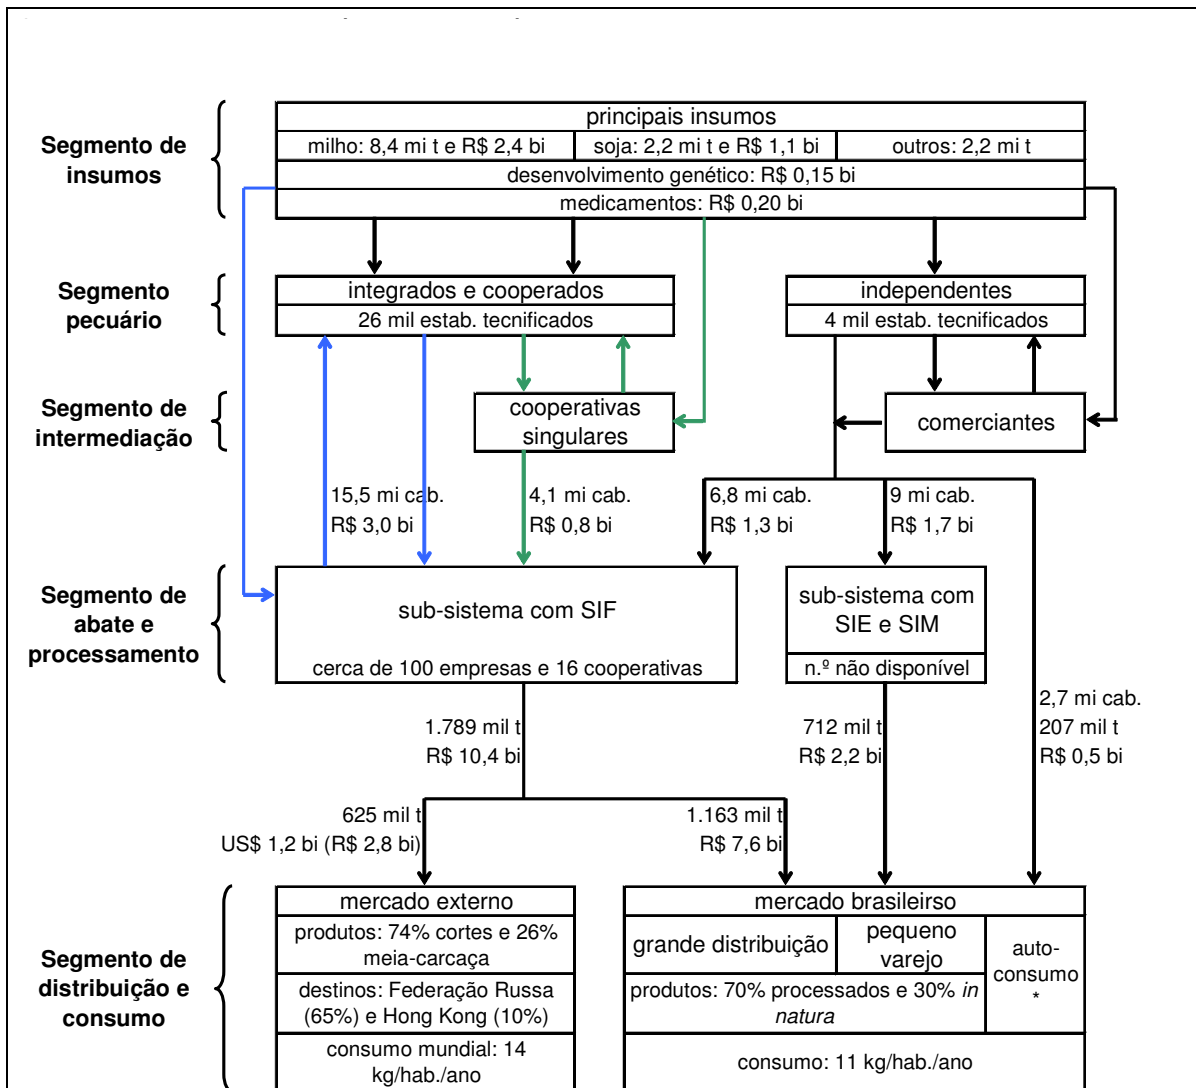 Segmento de
insumos
principais insumos
milho: 8,4 mi t e R$ 2,4 bi
soja: 2,2 mi t e R$ 1,1 bi
outros: 2,2 mi t
desenvolvimento genético: R$ 0,15 bi
medicamentos: R$ 0,20 bi
Segmento
pecuário
integrados e cooperados
26 mil estab. tecnificados
independentes
4 mil estab. tecnificados
Segmento de
intermediação
cooperativas
singulares
comerciantes
15,5 mi cab.
R$ 3,0 bi
4,1 mi cab.
R$ 0,8 bi
6,8 mi cab.
R$ 1,3 bi
9 mi cab.
R$ 1,7 bi
Segmento de
abate e
processamento
sub-sistema com SIF
cerca de 100 empresas e 16 cooperativas
sub-sistema com
SIE e SIM
n.º não disponível
2,7 mi cab.
207 mil t
R$ 0,5 bi
1.789 mil t
R$ 10,4 bi
712 mil t
R$ 2,2 bi
625 mil t
US$ 1,2 bi (R$ 2,8 bi)
1.163 mil t
R$ 7,6 bi
Segmento de
distribuição e
consumo
mercado externo
produtos: 74% cortes e 26%
meia-carcaça
destinos: Federação Russa
(65%) e Hong Kong (10%)
consumo mundial: 14
kg/hab./ano
mercado brasileirso
grande distribuição
pequeno
varejo
auto-
consumo
*
produtos: 70% processados e 30% in
natura
consumo: 11 kg/hab./ano